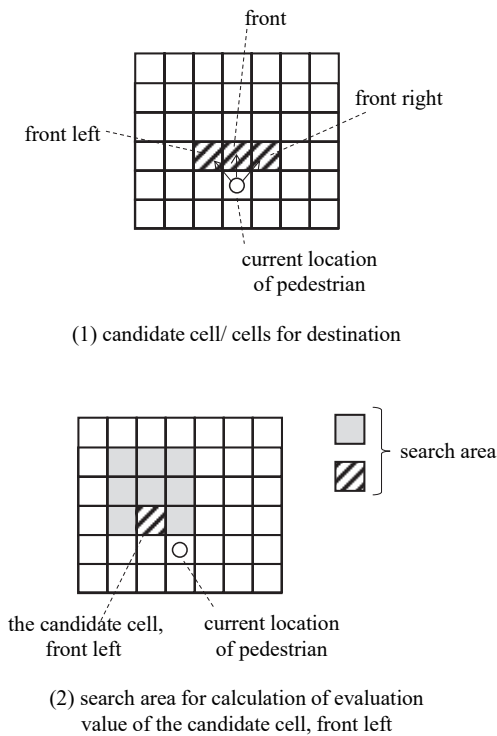 front
front right
front left
current location
of pedestrian
(1) candidate cell/ cells for destination
search area
the candidate cell,
front left
current location
of pedestrian
(2) search area for calculation of evaluation
value of the candidate cell, front left